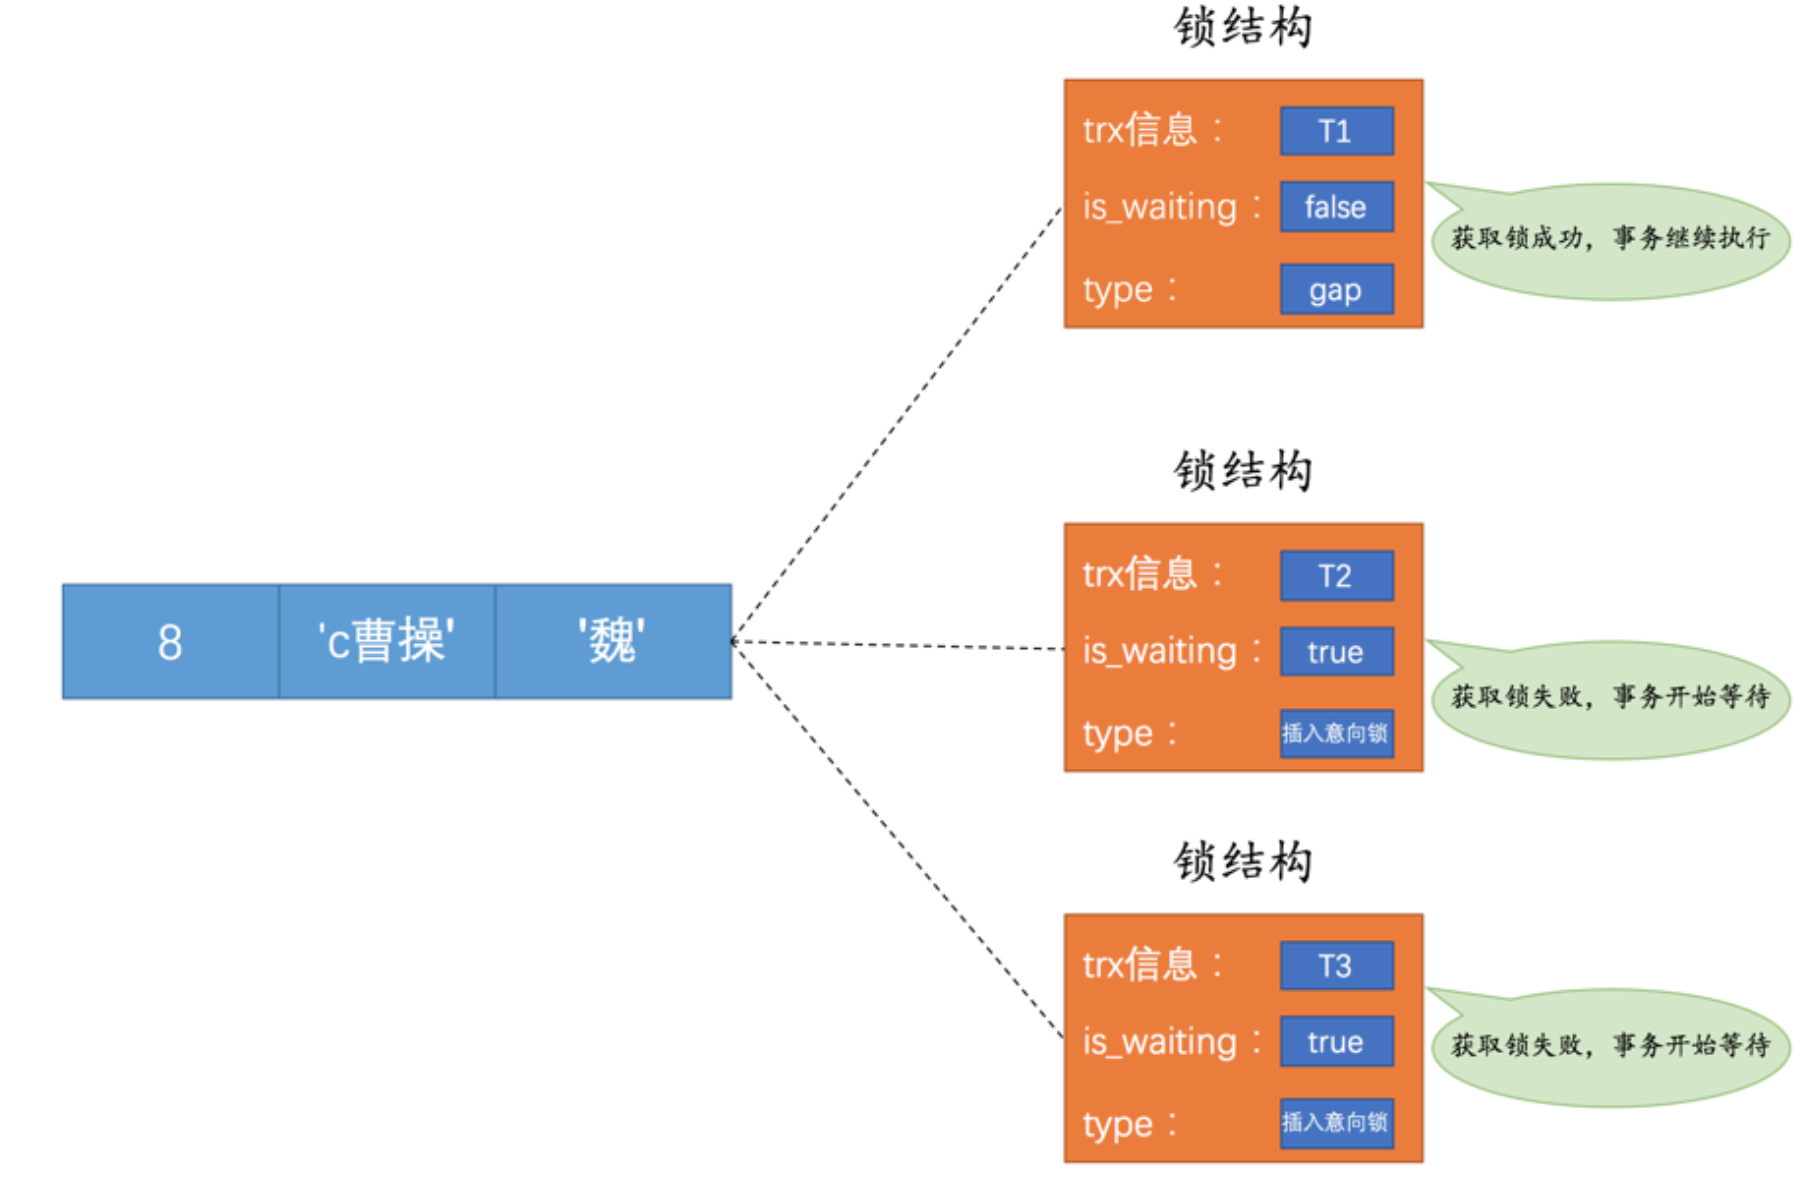 锁结构
trx信息： T1
is_waiting： false
type： gap
获取锁成功，事务继续执行
锁结构
trx信息： T2
is_waiting： true
type： 插入意向锁
获取锁失败，事务开始等待
8 'c曹操' '魏'
锁结构
trx信息： T3
is_waiting： true
type： 插入意向锁
获取锁失败，事务开始等待